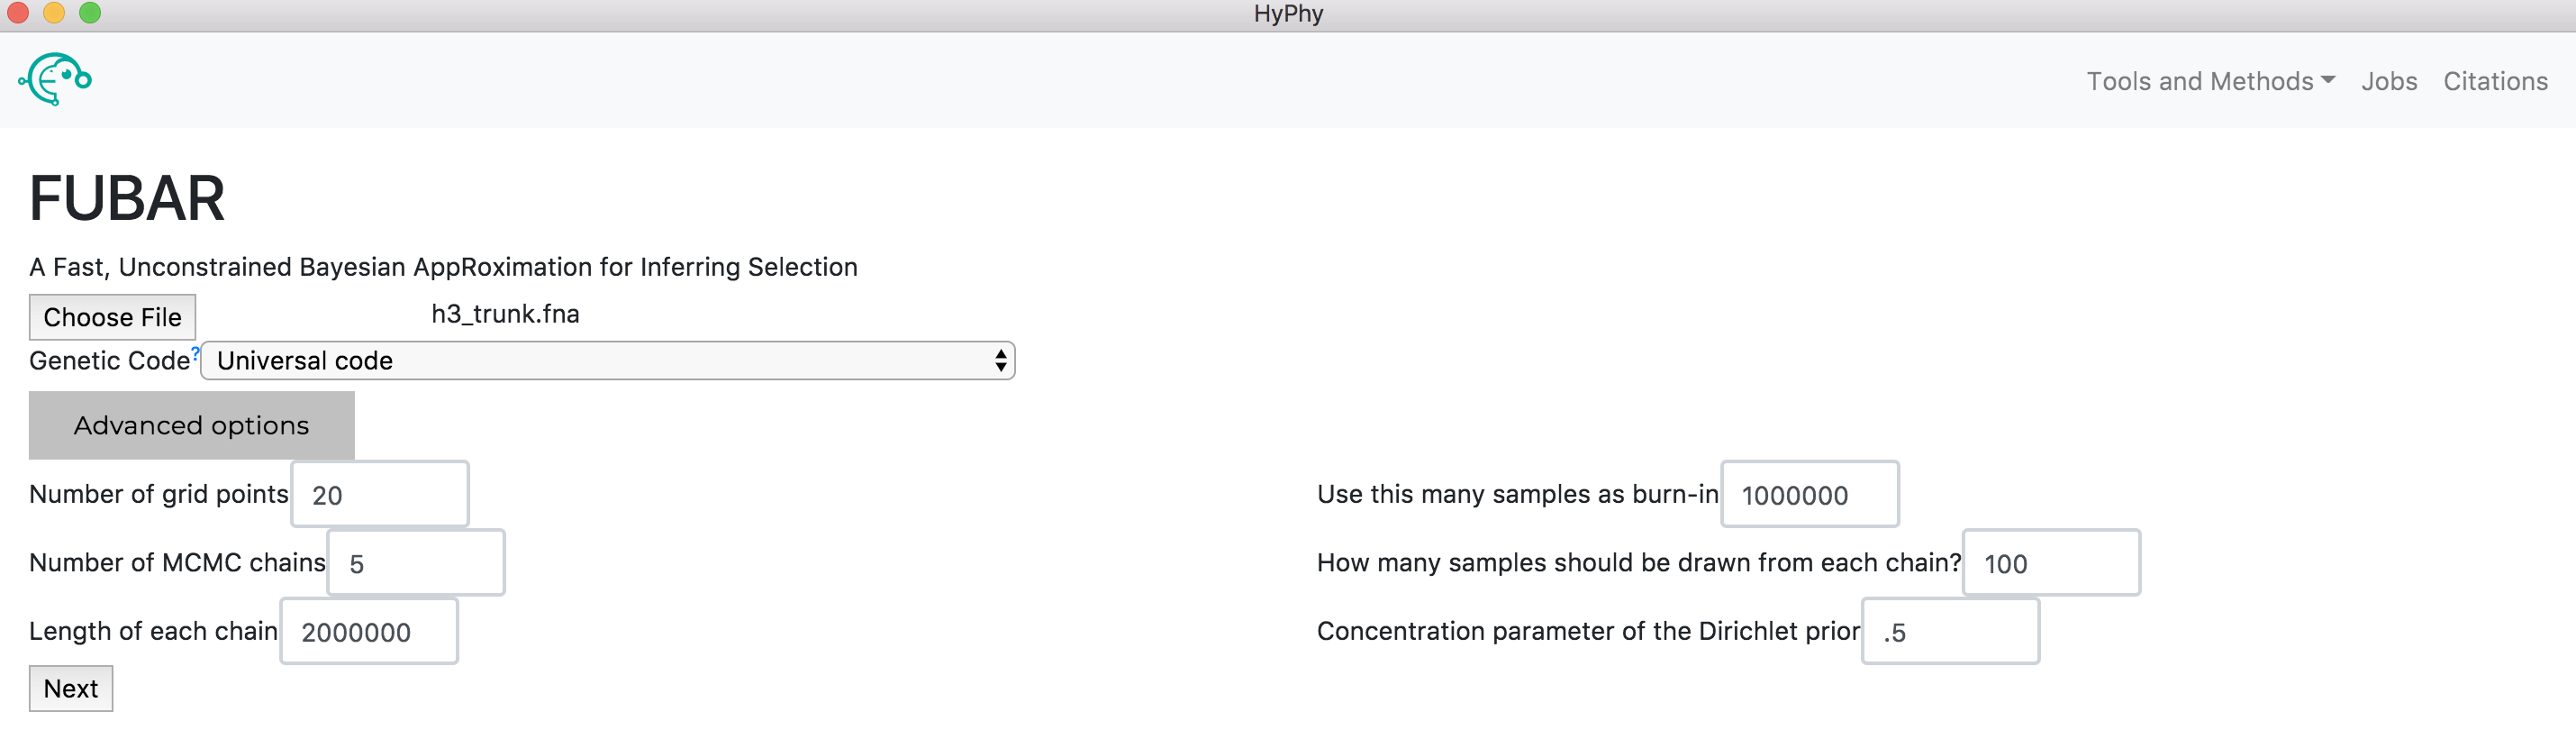 HyPhy
Tools and Methods Jobs Citations
FUBAR
A Fast, Unconstrained Bayesian AppRoximation for Inferring Selection
Choose File h3_trunk.fna
Genetic Code? Universal code
Advanced options
Number of grid points 20 Use this many samples as burn-in 1000000
Number of MCMC chains 5 How many samples should be drawn from each chain? 100
Length of each chain 2000000 Concentration parameter of the Dirichlet prior .5
Next